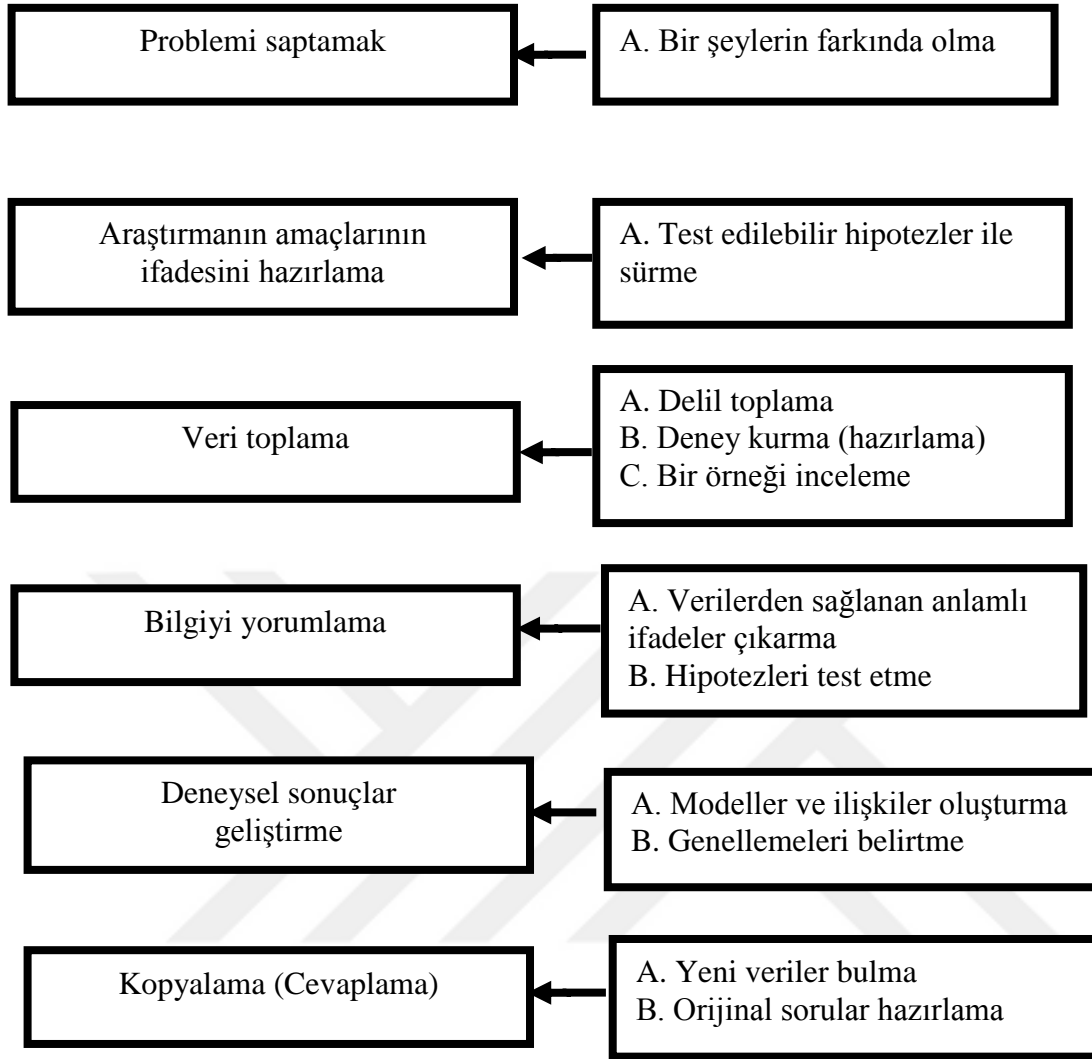 Problemi saptamak
A. Bir şeylerin farkında olma
Araştırmanın amaçlarının
ifadesini hazırlama
A. Test edilebilir hipotezler ile
sürme
Veri toplama
A. Delil toplama
B. Deney kurma (hazırlama)
C. Bir örneği inceleme
Bilgiyi yorumlama
A. Verilerden sağlanan anlamlı
ifadeler çıkarma
B. Hipotezleri test etme
Deneysel sonuçlar
geliştirme
A. Modeller ve ilişkiler oluşturma
B. Genellemeleri belirtme
Kopyalama (Cevaplama)
A. Yeni veriler bulma
B. Orijinal sorular hazırlama